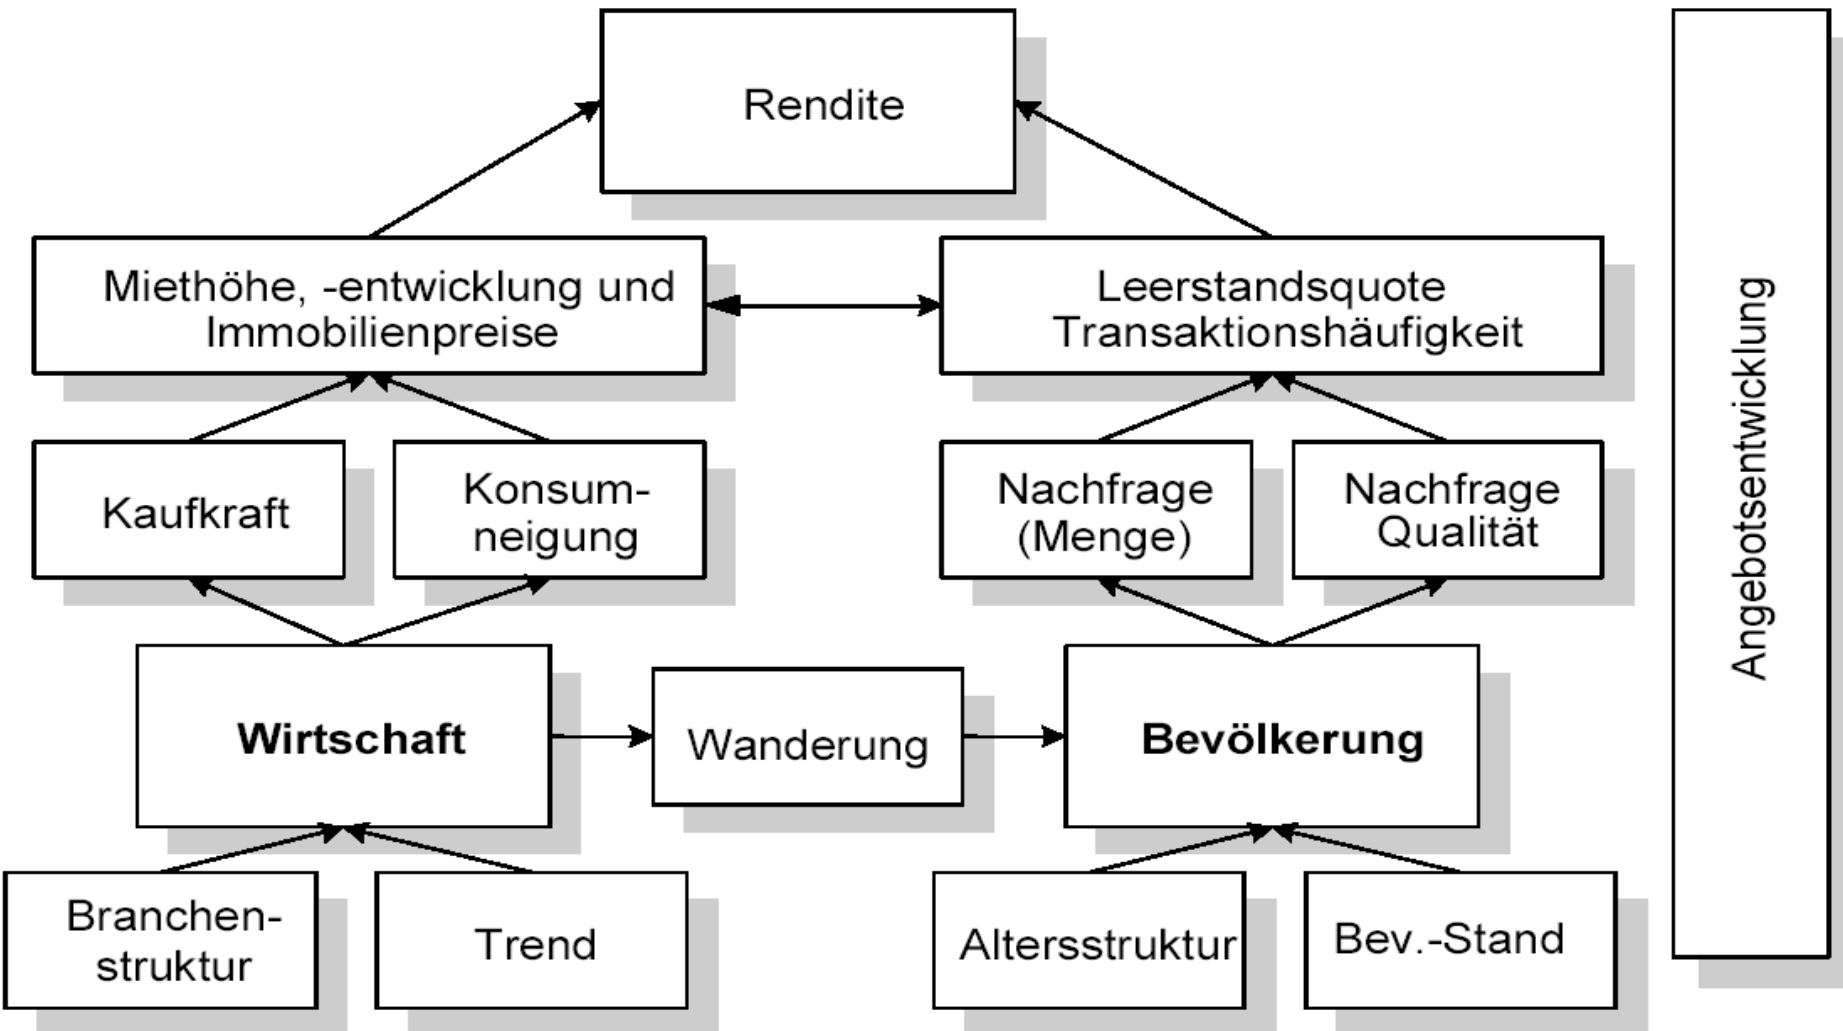 Rendite
Miethöhe, -entwicklung und
Immobilienpreise
Leerstandsquote
Transaktionshäufigkeit
Kaufkraft
Konsum-
neigung
Nachfrage
(Menge)
Nachfrage
Qualität
Wirtschaft
Wanderung
Bevölkerung
Branchen-
struktur
Trend
Altersstruktur
Bev.-Stand
Angebotsentwicklung